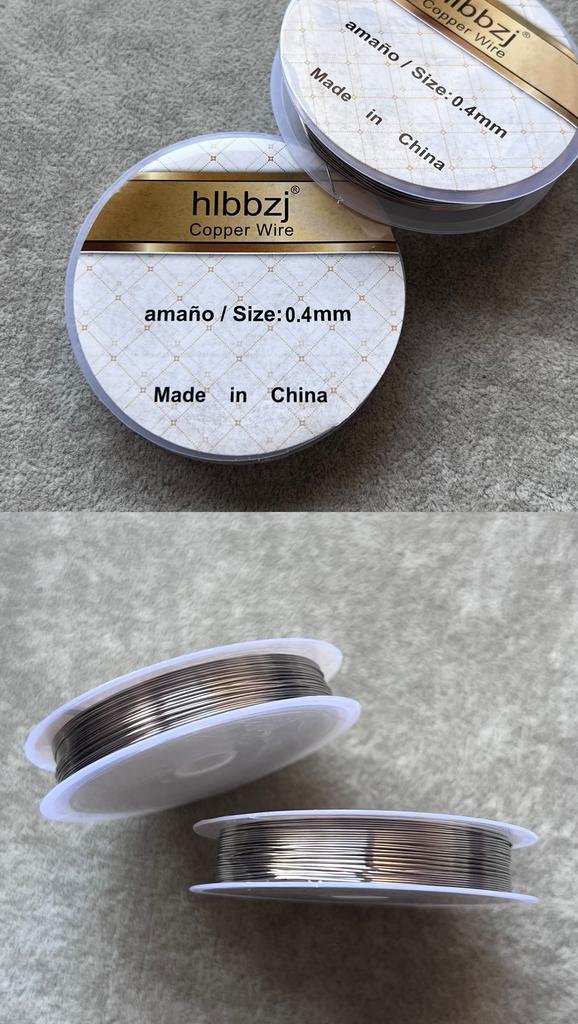 hlbbzj®
Copper Wire
amaño / Size:0.4mm
Made in China
hlbbzj®
Copper Wire
amaño / Size:0.4mm
Made in China